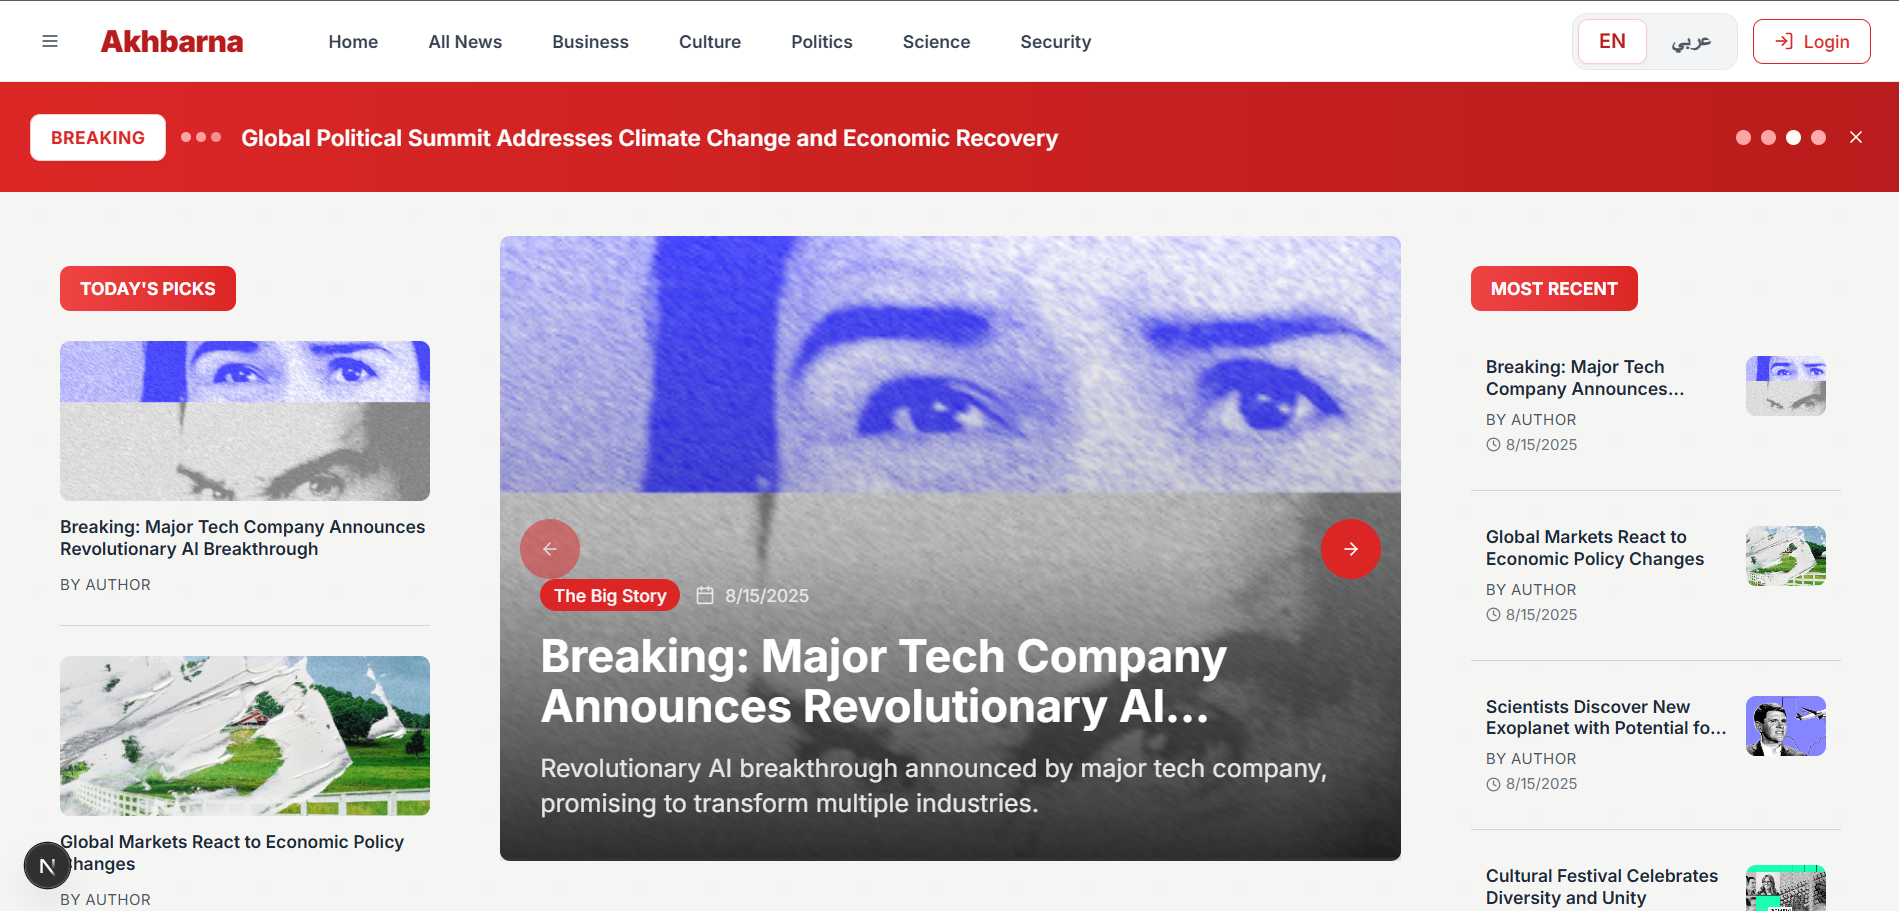 Akhbarna
Home
All News
Business
Culture
Politics
Science
Security
EN
عربي
Login
BREAKING
Global Political Summit Addresses Climate Change and Economic Recovery
TODAY'S PICKS
Breaking: Major Tech Company Announces
Revolutionary AI Breakthrough
BY AUTHOR
Global Markets React to Economic Policy
hanges
BY AUTHOR
The Big Story
8/15/2025
Breaking: Major Tech Company
Announces Revolutionary AI...
Revolutionary AI breakthrough announced by major tech company,
promising to transform multiple industries.
MOST RECENT
Breaking: Major Tech
Company Announces...
BY AUTHOR
8/15/2025
Global Markets React to
Economic Policy Changes
BY AUTHOR
8/15/2025
Scientists Discover New
Exoplanet with Potential fo...
BY AUTHOR
8/15/2025
Cultural Festival Celebrates
Diversity and Unity
N